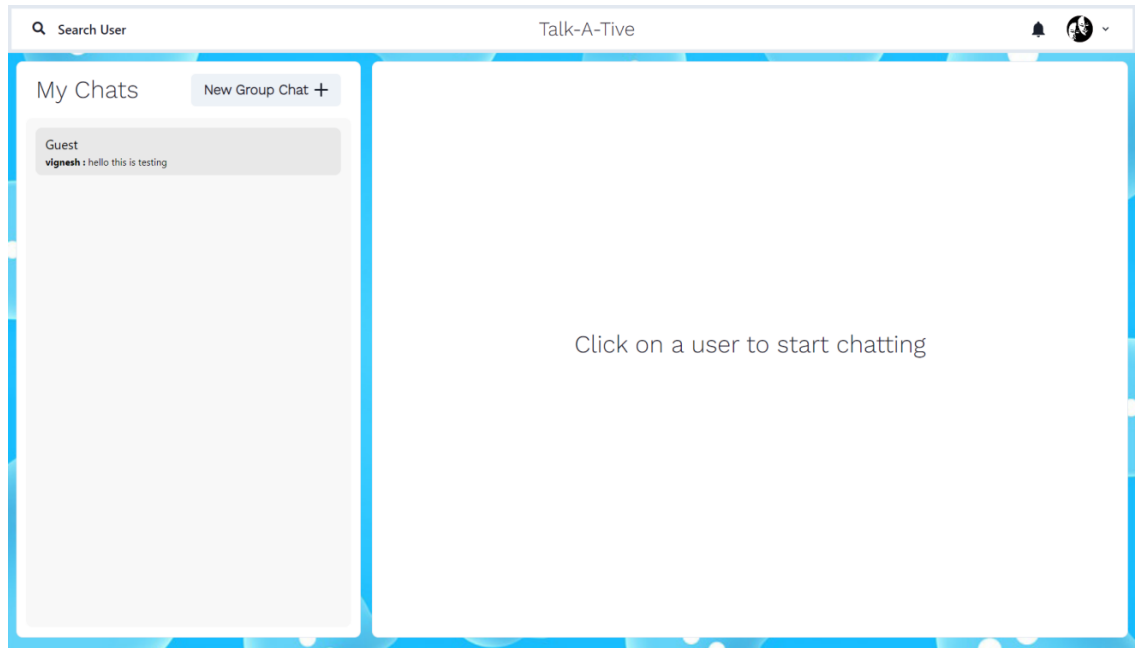 Search User
Talk-A-Tive
My Chats
New Group Chat +
Guest
vignesh : hello this is testing
Click on a user to start chatting